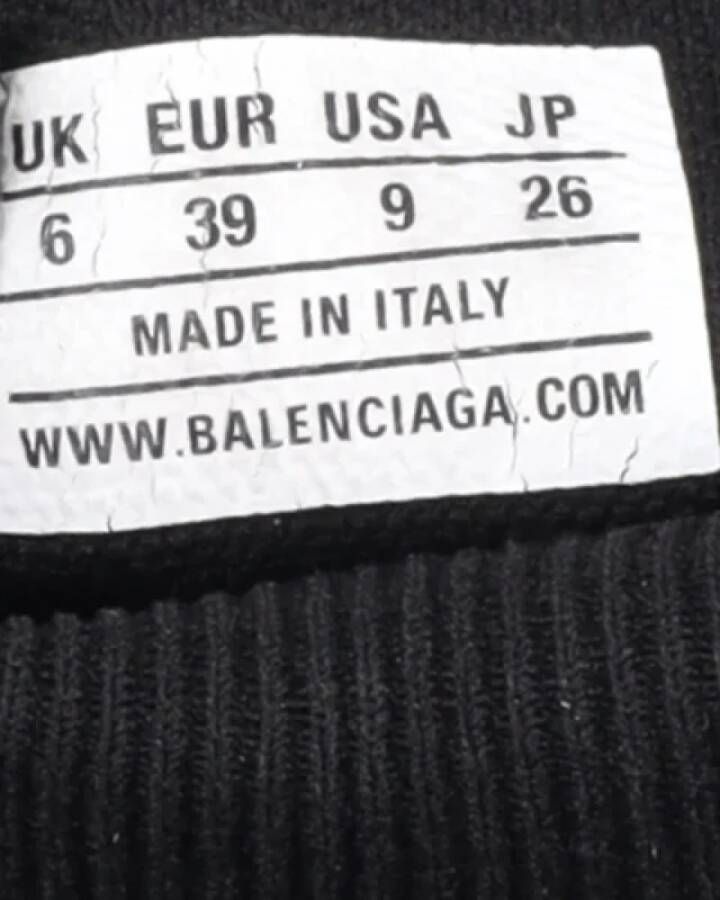 UK EUR USA JP
6 39 9 26
MADE IN ITALY
WWW.BALENCIAGA.COM